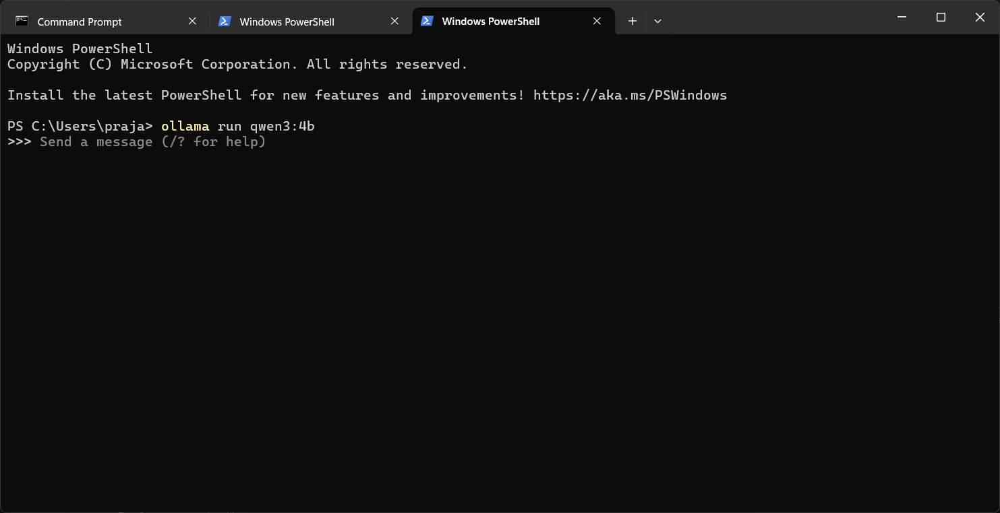 Command Prompt
Windows PowerShell
Windows PowerShell
Windows PowerShell
Copyright (C) Microsoft Corporation. All rights reserved.
Install the latest PowerShell for new features and improvements! https://aka.ms/PSWindows
PS C:\Users\praja> ollama run qwen3:4b
>>> Send a message (/? for help)